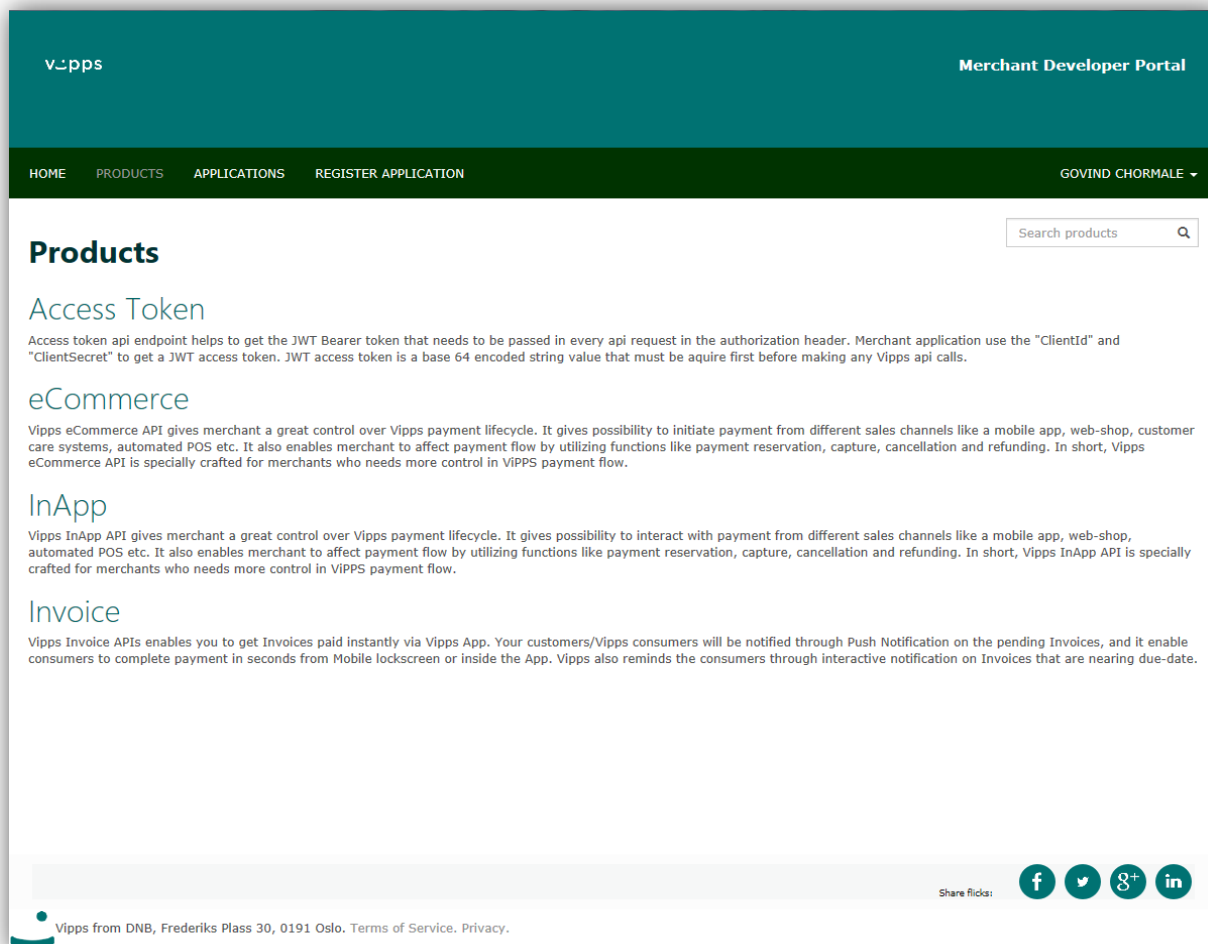 vipps
Merchant Developer Portal
HOME PRODUCTS APPLICATIONS REGISTER APPLICATION GOVIND CHORMALE
Search products
Products
Access Token
Access token api endpoint helps to get the JWT Bearer token that needs to be passed in every api request in the authorization header. Merchant application use the "ClientId" and
"ClientSecret" to get a JWT access token. JWT access token is a base 64 encoded string value that must be aquire first before making any Vipps api calls.
eCommerce
Vipps eCommerce API gives merchant a great control over Vipps payment lifecycle. It gives possibility to initiate payment from different sales channels like a mobile app, web-shop, customer
care systems, automated POS etc. It also enables merchant to affect payment flow by utilizing functions like payment reservation, capture, cancellation and refunding. In short, Vipps
eCommerce API is specially crafted for merchants who needs more control in ViPPS payment flow.
InApp
Vipps InApp API gives merchant a great control over Vipps payment lifecycle. It gives possibility to interact with payment from different sales channels like a mobile app, web-shop,
automated POS etc. It also enables merchant to affect payment flow by utilizing functions like payment reservation, capture, cancellation and refunding. In short, Vipps InApp API is specially
crafted for merchants who needs more control in ViPPS payment flow.
Invoice
Vipps Invoice APIs enables you to get Invoices paid instantly via Vipps App. Your customers/Vipps consumers will be notified through Push Notification on the pending Invoices, and it enable
consumers to complete payment in seconds from Mobile lockscreen or inside the App. Vipps also reminds the consumers through interactive notification on Invoices that are nearing due-date.
Share flicks: f g+ in
Vipps from DNB, Frederiks Plass 30, 0191 Oslo. Terms of Service. Privacy.